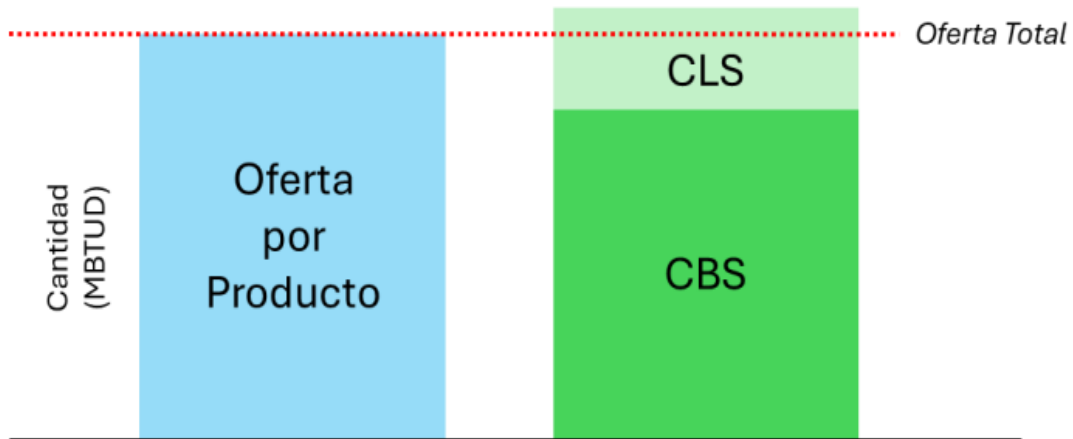 Oferta Total
CLS
Oferta
por
Producto
CBS
Cantidad
(MBTUD)